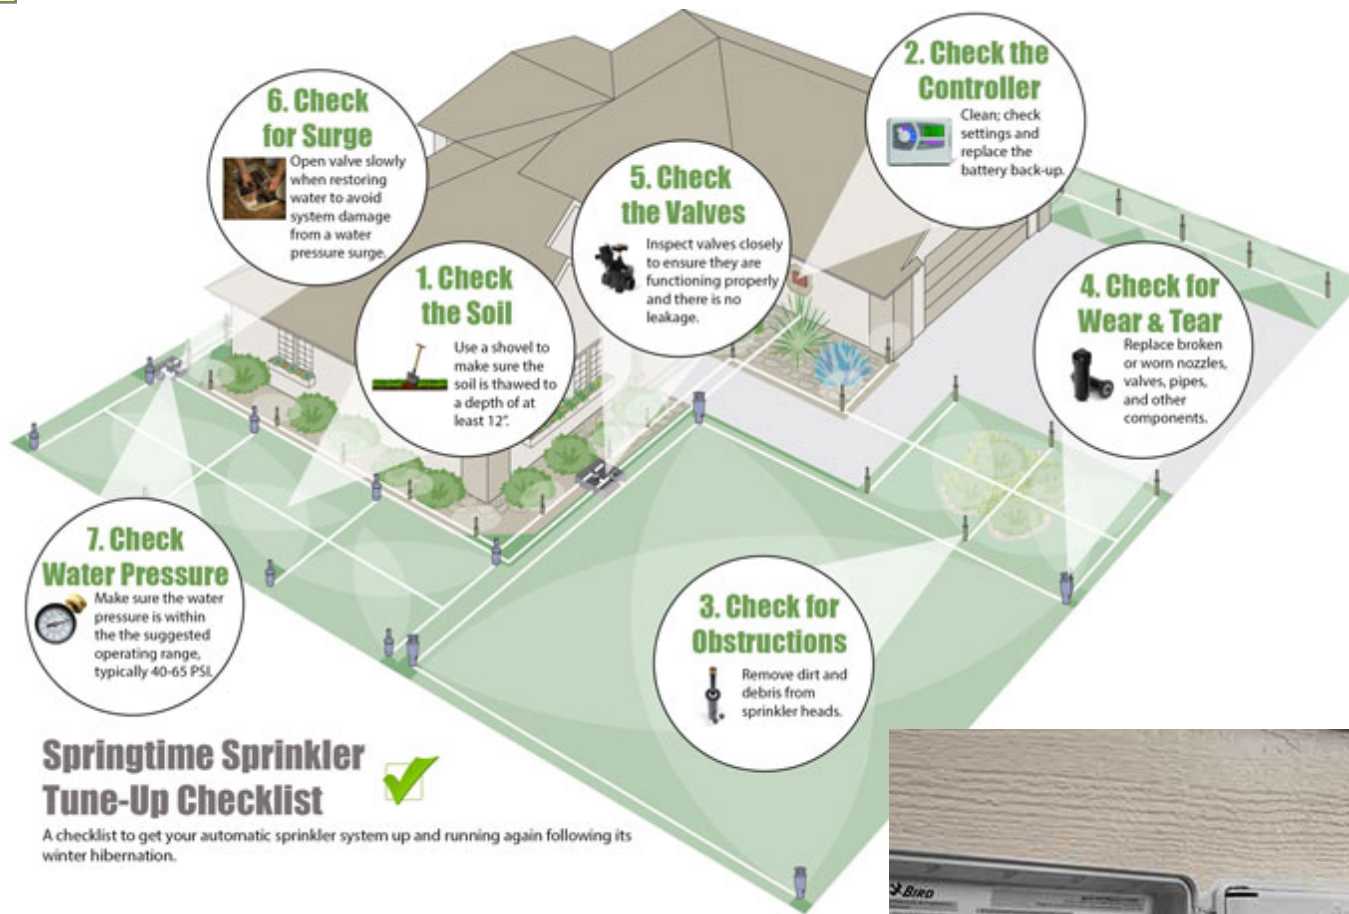 6. Check
for Surge
Open valve slowly
when restoring
water to avoid
system damage
from a water
pressure surge.
1. Check
the Soil
Use a shovel to
make sure the
soil is thawed to
a depth of at
least 12".
5. Check
the Valves
Inspect valves closely
to ensure they are
functioning properly
and there is no
leakage.
2. Check the
Controller
Clean; check
settings and
replace the
battery back-up.
4. Check for
Wear & Tear
Replace broken
or worn nozzles,
valves, pipes,
and other
components.
7. Check
Water Pressure
Make sure the water
pressure is within
the the suggested
operating range,
typically 40-65 PSI.
3. Check for
Obstructions
Remove dirt and
debris from
sprinkler heads.
Springtime Sprinkler
Tune-Up Checklist
A checklist to get your automatic sprinkler system up and running again following its
winter hibernation.
BIRD